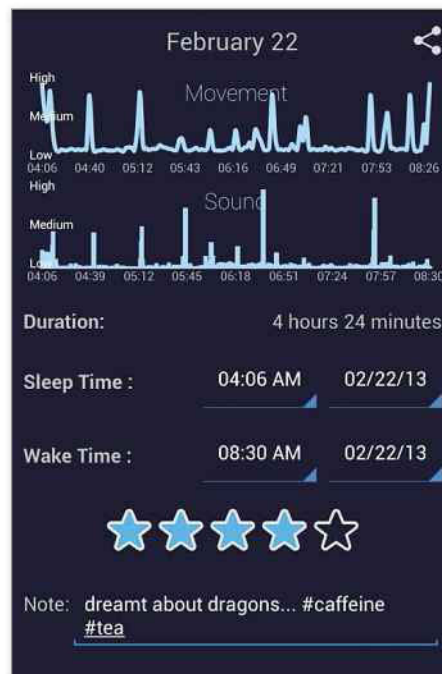 February 22
Movement
High
Medium
Low
04:06 04:40 05:12 05:43 06:16 06:49 07:21 07:53 08:26
Sound
High
Medium
Low
04:06 04:39 05:12 05:45 06:18 06:51 07:24 07:57 08:30
Duration: 4 hours 24 minutes
Sleep Time : 04:06 AM 02/22/13
Wake Time : 08:30 AM 02/22/13
Note: dreamt about dragons... #caffeine
#tea